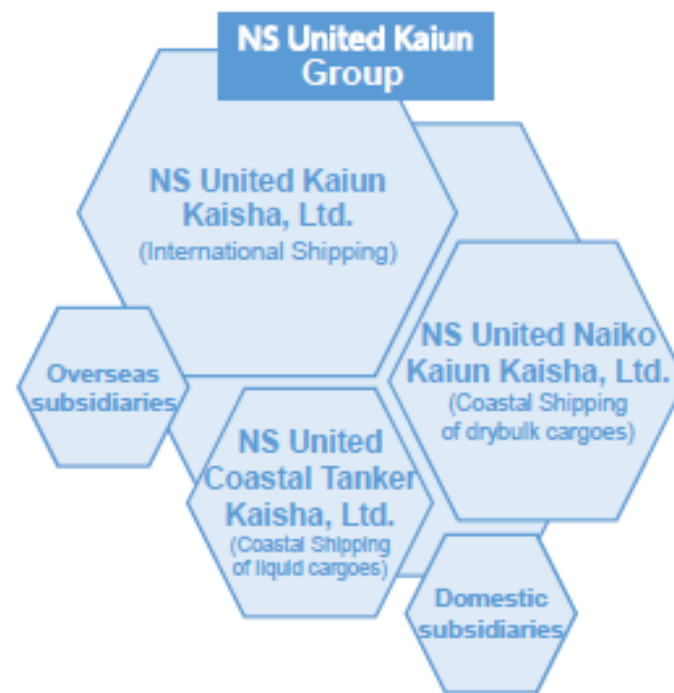 NS United Kaiun
Group
NS United Kaiun
Kaisha, Ltd.
(International Shipping)
NS United Naiko
Kaiun Kaisha, Ltd.
(Coastal Shipping
of drybulk cargoes)
Overseas
subsidiaries
NS United
Coastal Tanker
Kaisha, Ltd.
(Coastal Shipping
of liquid cargoes)
Domestic
subsidiaries